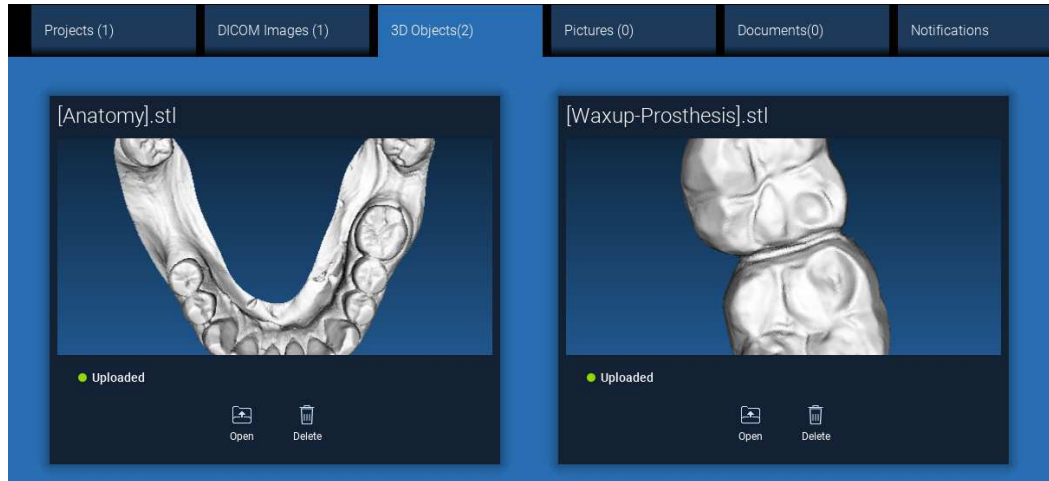 Projects (1)
DICOM Images (1)
3D Objects(2)
Pictures (0)
Documents(0)
Notifications
[Anatomy].stl
[Waxup-Prosthesis].stl
Uploaded
Uploaded
Open
Delete
Open
Delete